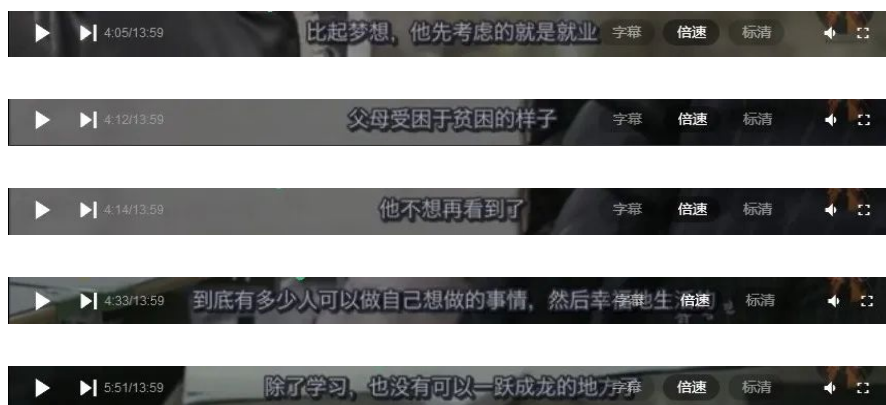 4:05/13:59 比起梦想，他先考虑的就是就业 字幕 倍速 标清
4:12/13:59 父母受困于贫困的样子 字幕 倍速 标清
4:14/13:59 他不想再看到了 字幕 倍速 标清
4:33/13:59 到底有多少人可以做自己想做的事情，然后幸福地生活的 字幕 倍速 标清
5:51/13:59 除了学习，也没有可以一跃成龙的地方了 字幕 倍速 标清